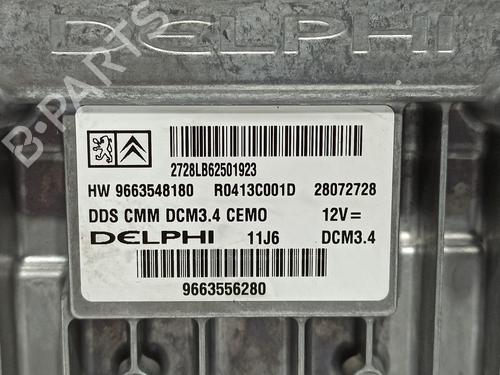 DELPHI
B-PARTS
2728LB62501923
HW 9663548180 R0413C001D 28072728
DDS CMM DCM3.4 CEMO 12V=
DELPHI 11J6 DCM3.4
9663556280